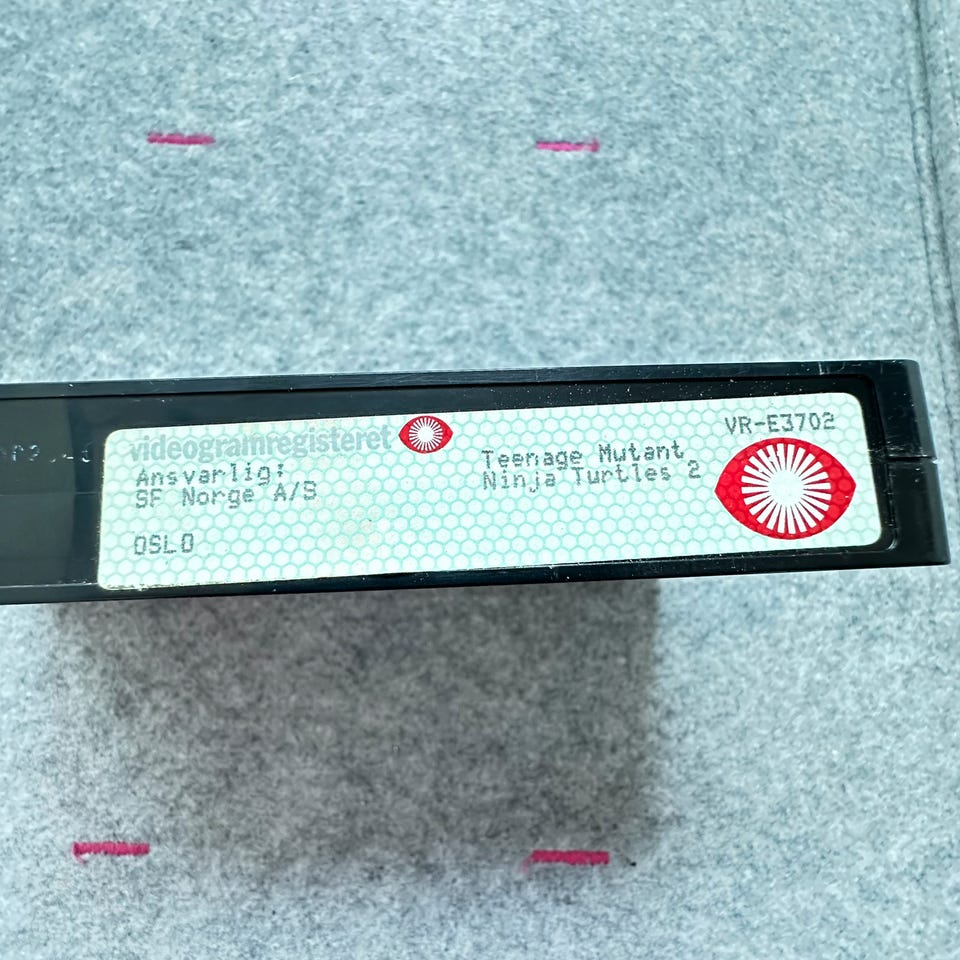 videogramregisteret
Ansvarlig:
SF Norge A/S
OSLO
Teenage Mutant
Ninja Turtles 2
VR-E3702